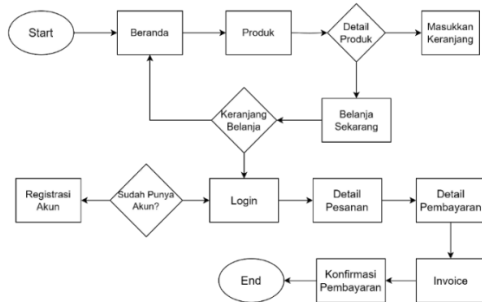 Start
Beranda
Produk
Detail
Produk
Masukkan
Keranjang
Keranjang
Belanja
Belanja
Sekarang
Registrasi
Akun
Sudah Punya
Akun?
Login
Detail
Pesanan
Detail
Pembayaran
End
Konfirmasi
Pembayaran
Invoice